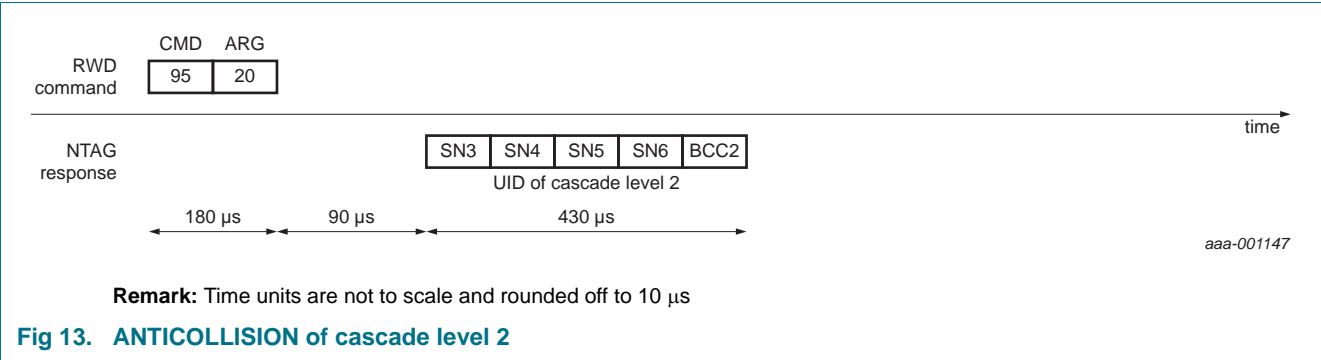 CMD ARG
RWD command
95 20
time
NTAG response
SN3 SN4 SN5 SN6 BCC2
UID of cascade level 2
180 μs 90 μs 430 μs
aaa-001147
Remark: Time units are not to scale and rounded off to 10 μs
Fig 13. ANTICOLLISION of cascade level 2